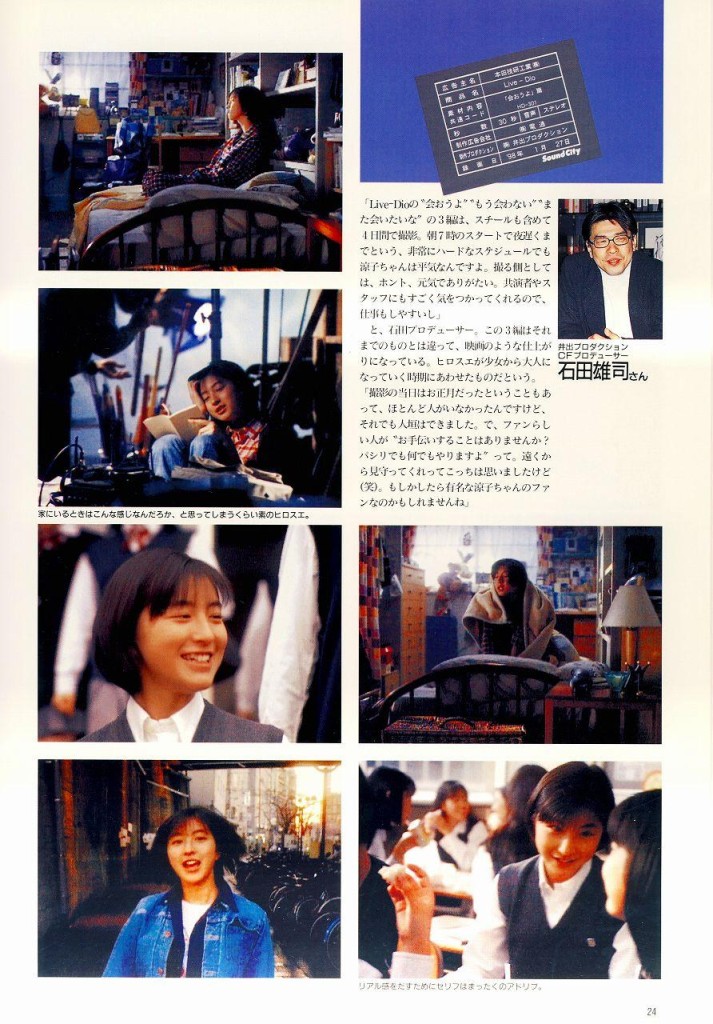 広告主名 本田技研工業㈱
商品名 Live-Dio
素材内容 「会おうよ」篇
共通コード HO-301
秒数 30秒 音声 ステレオ
制作広告会社 ㈱電通
制作プロダクション ㈱井出プロダクション
録画日 '98年 1月 27日
Sound City
「Live-Dioの〝会おうよ〟〝もう会わない〟〝ま
た会いたいな〟の3編は、スチールも含めて
4日間で撮影。朝7時のスタートで夜遅くま
でという、非常にハードなスケジュールでも
涼子ちゃんは平気なんですよ。撮る側として
は、ホント、元気でありがたい。共演者やス
タッフにもすごく気をつかってくれるので、
仕事もしやすいし」
と、石田プロデューサー。この3編はそれ
までのものとは違って、映画のような仕上が
りになっている。ヒロスエが少女から大人に
なっていく時期にあわせたものだという。
「撮影の当日はお正月だったということもあ
って、ほとんど人がいなかったんですけど、
それでも人垣はできました。で、ファンらし
い人が〝お手伝いすることはありませんか？
パシリでも何でもやりますよ〟って。遠くか
ら見守ってくれってこっちは思いましたけど
(笑)。もしかしたら有名な涼子ちゃんのファ
ンなのかもしれませんね」
井出プロダクション
CFプロデューサー
石田雄司さん
家にいるときはこんな感じなんだろか、と思ってしまうくらい素のヒロスエ。
リアル感をだすためにセリフはまったくのアドリブ。
24